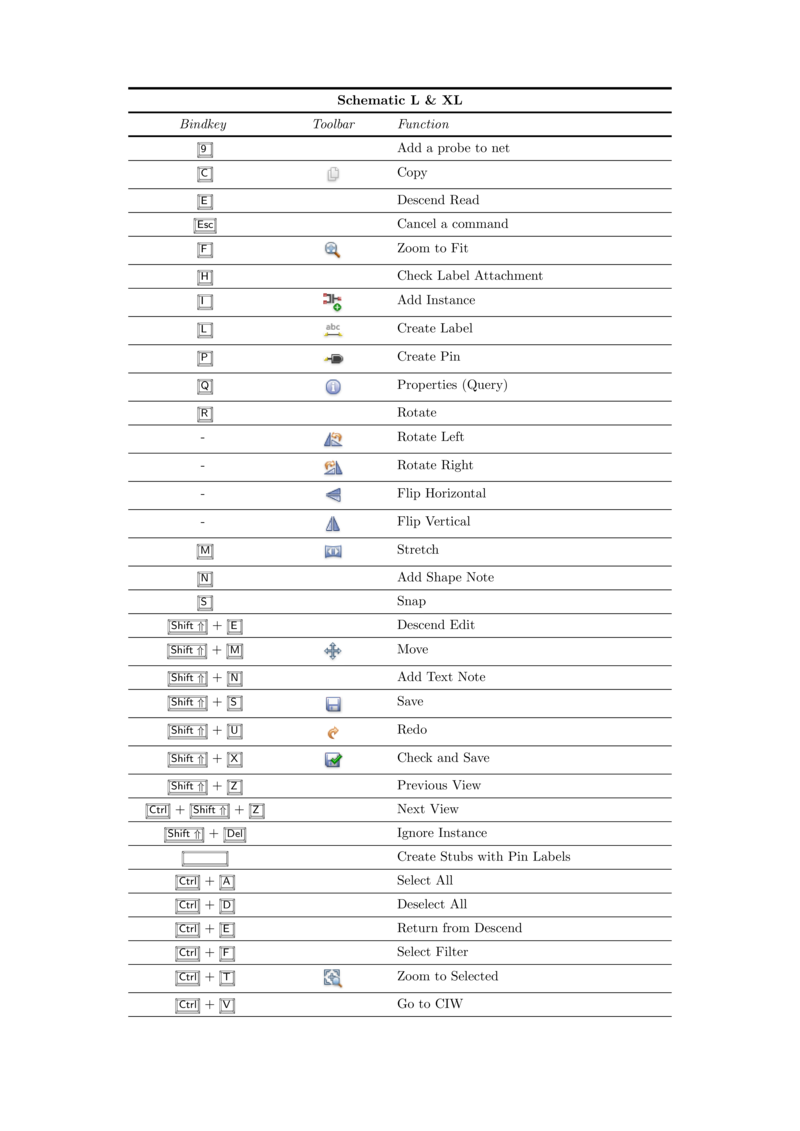 Schematic L & XL
Bindkey Toolbar Function
9 Add a probe to net
C Copy
E Descend Read
Esc Cancel a command
F Zoom to Fit
H Check Label Attachment
I Add Instance
L abc Create Label
P Create Pin
Q Properties (Query)
R Rotate
- Rotate Left
- Rotate Right
- Flip Horizontal
- Flip Vertical
M Stretch
N Add Shape Note
S Snap
Shift ⇑ + E Descend Edit
Shift ⇑ + M Move
Shift ⇑ + N Add Text Note
Shift ⇑ + S Save
Shift ⇑ + U Redo
Shift ⇑ + X Check and Save
Shift ⇑ + Z Previous View
Ctrl + Shift ⇑ + Z Next View
Shift ⇑ + Del Ignore Instance
Create Stubs with Pin Labels
Ctrl + A Select All
Ctrl + D Deselect All
Ctrl + E Return from Descend
Ctrl + F Select Filter
Ctrl + T Zoom to Selected
Ctrl + V Go to CIW